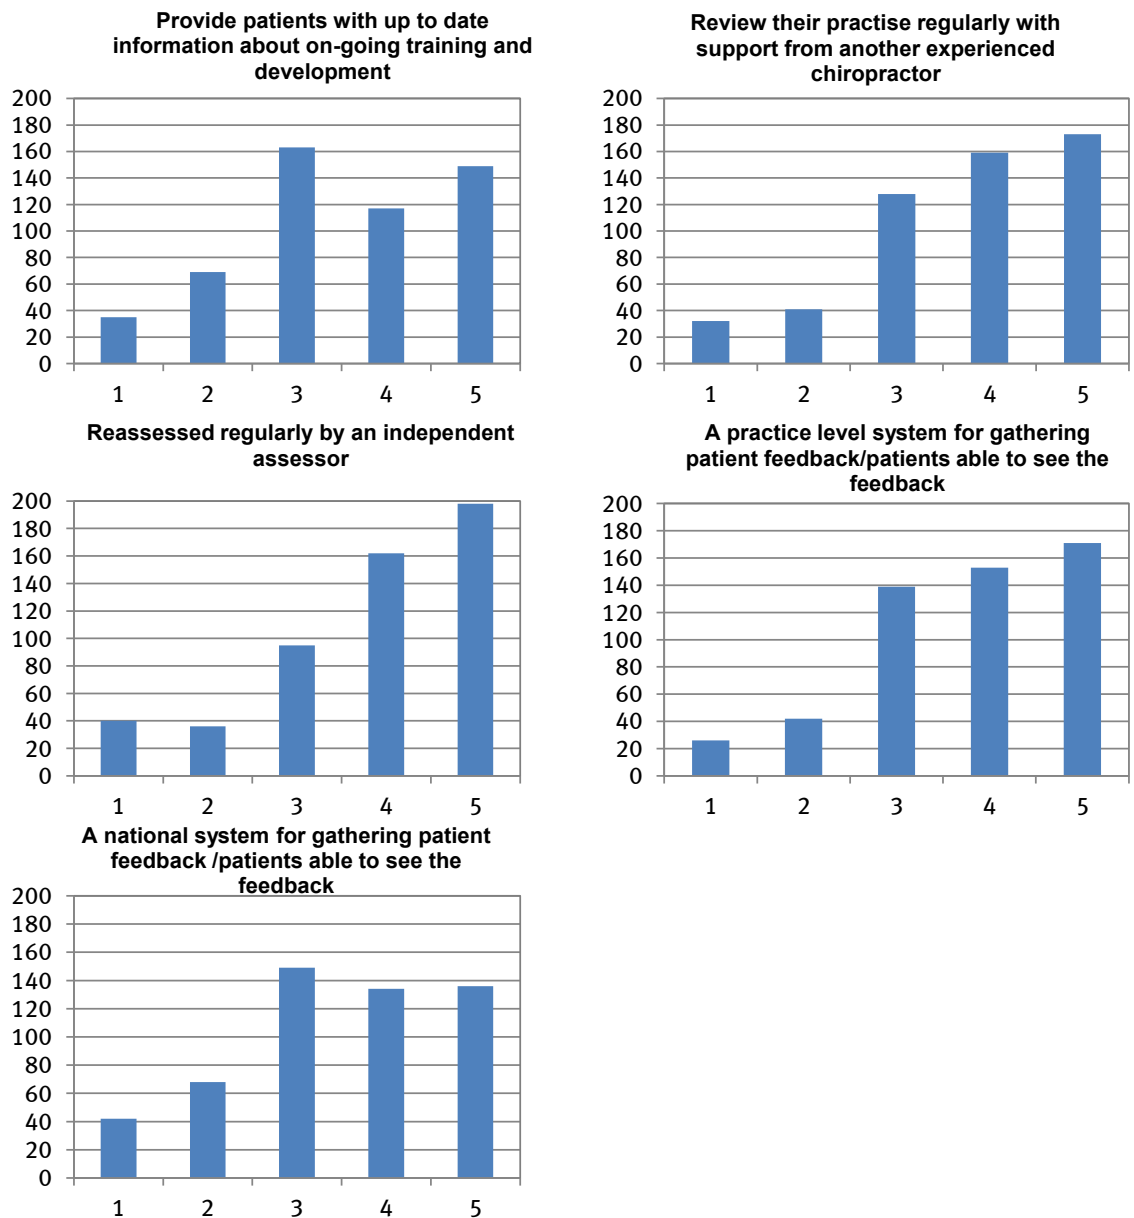 Provide patients with up to date
information about on-going training and
development
200
180
160
140
120
100
80
60
40
20
0
1 2 3 4 5
Review their practise regularly with
support from another experienced
chiropractor
200
180
160
140
120
100
80
60
40
20
0
1 2 3 4 5
Reassessed regularly by an independent
assessor
200
180
160
140
120
100
80
60
40
20
0
1 2 3 4 5
A practice level system for gathering
patient feedback/patients able to see the
feedback
200
180
160
140
120
100
80
60
40
20
0
1 2 3 4 5
A national system for gathering patient
feedback /patients able to see the
feedback
200
180
160
140
120
100
80
60
40
20
0
1 2 3 4 5